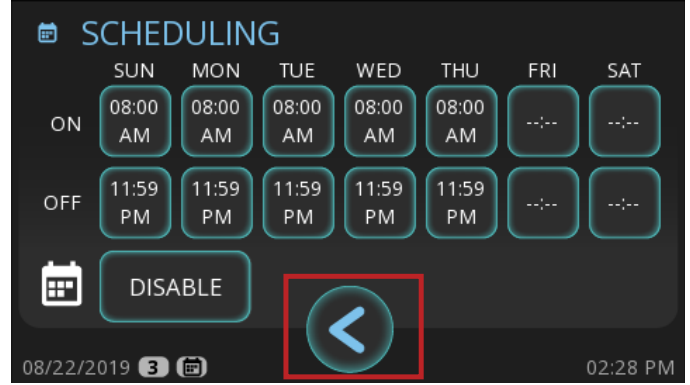 SCHEDULING
SUN MON TUE WED THU FRI SAT
ON 08:00 AM 08:00 AM 08:00 AM 08:00 AM 08:00 AM --:-- --:--
OFF 11:59 PM 11:59 PM 11:59 PM 11:59 PM 11:59 PM --:-- --:--
DISABLE
08/22/2019 3 02:28 PM